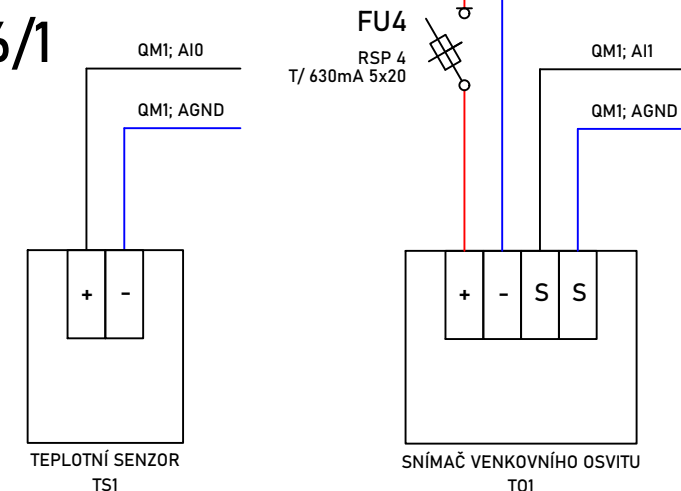 6/1
QM1; AI0
QM1; AGND
+
-
TEPLOTNÍ SENZOR
TS1
FU4
RSP 4
T/ 630mA 5x20
QM1; AI1
QM1; AGND
+
-
S
S
SNÍMAČ VENKOVNÍHO OSVITU